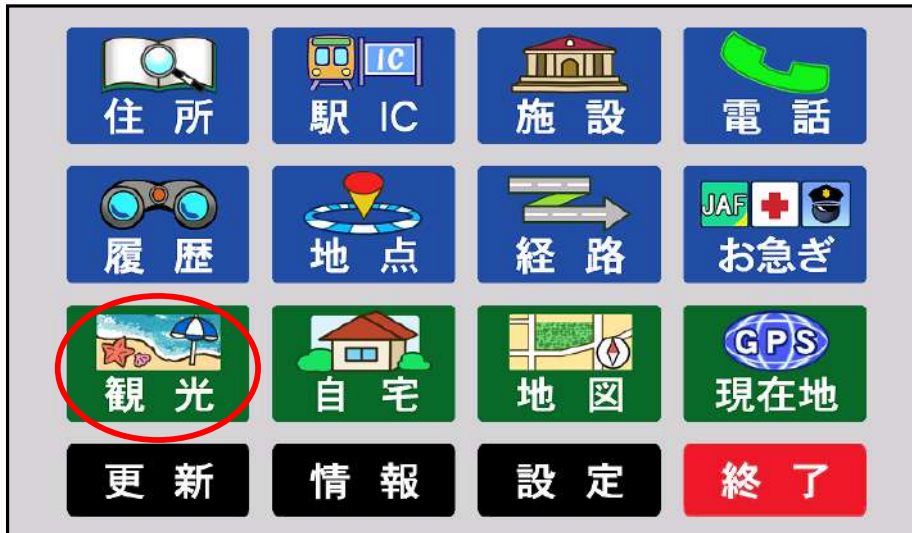 IC
住所
駅 IC
施設
電話
JAF
履歴
地点
経路
お急ぎ
GPS
観光
自宅
地図
現在地
更新
情報
設定
終了